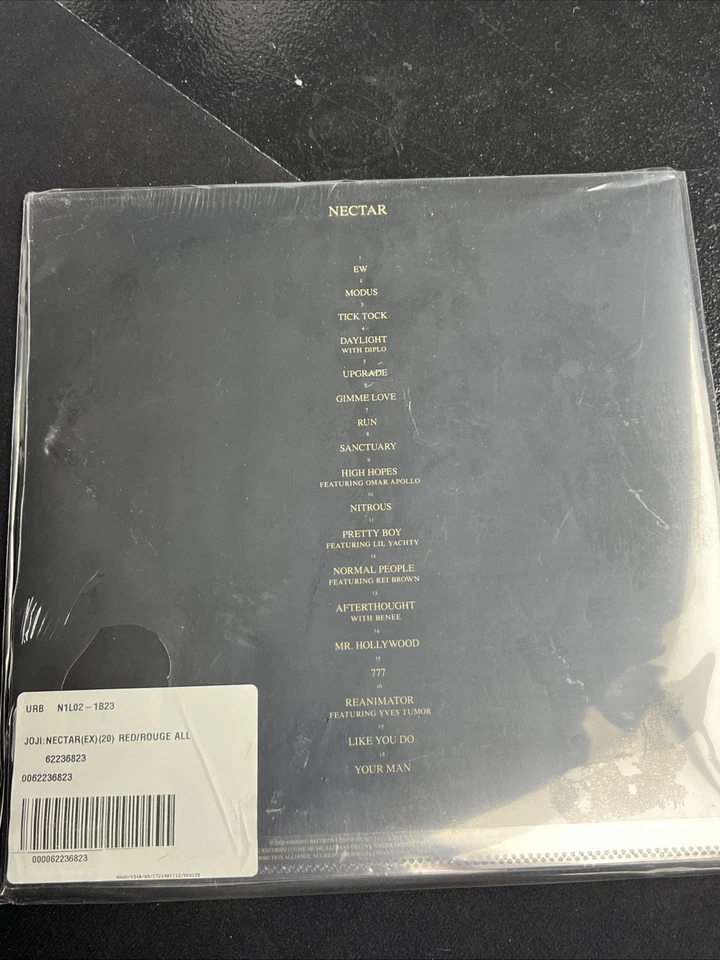 NECTAR
1
EW
2
MODUS
3
TICK TOCK
4
DAYLIGHT
WITH DIPLO
5
UPGRADE
6
GIMME LOVE
7
RUN
8
SANCTUARY
9
HIGH HOPES
FEATURING OMAR APOLLO
10
NITROUS
11
PRETTY BOY
FEATURING LIL YACHTY
12
NORMAL PEOPLE
FEATURING REI BROWN
13
AFTERTHOUGHT
WITH BENEE
14
MR. HOLLYWOOD
15
777
16
REANIMATOR
FEATURING YVES TUMOR
17
LIKE YOU DO
18
YOUR MAN
URB N1L02-1B23
JOJI:NECTAR(EX)(20) RED/ROUGE ALL
62236823
0062236823
000062236823